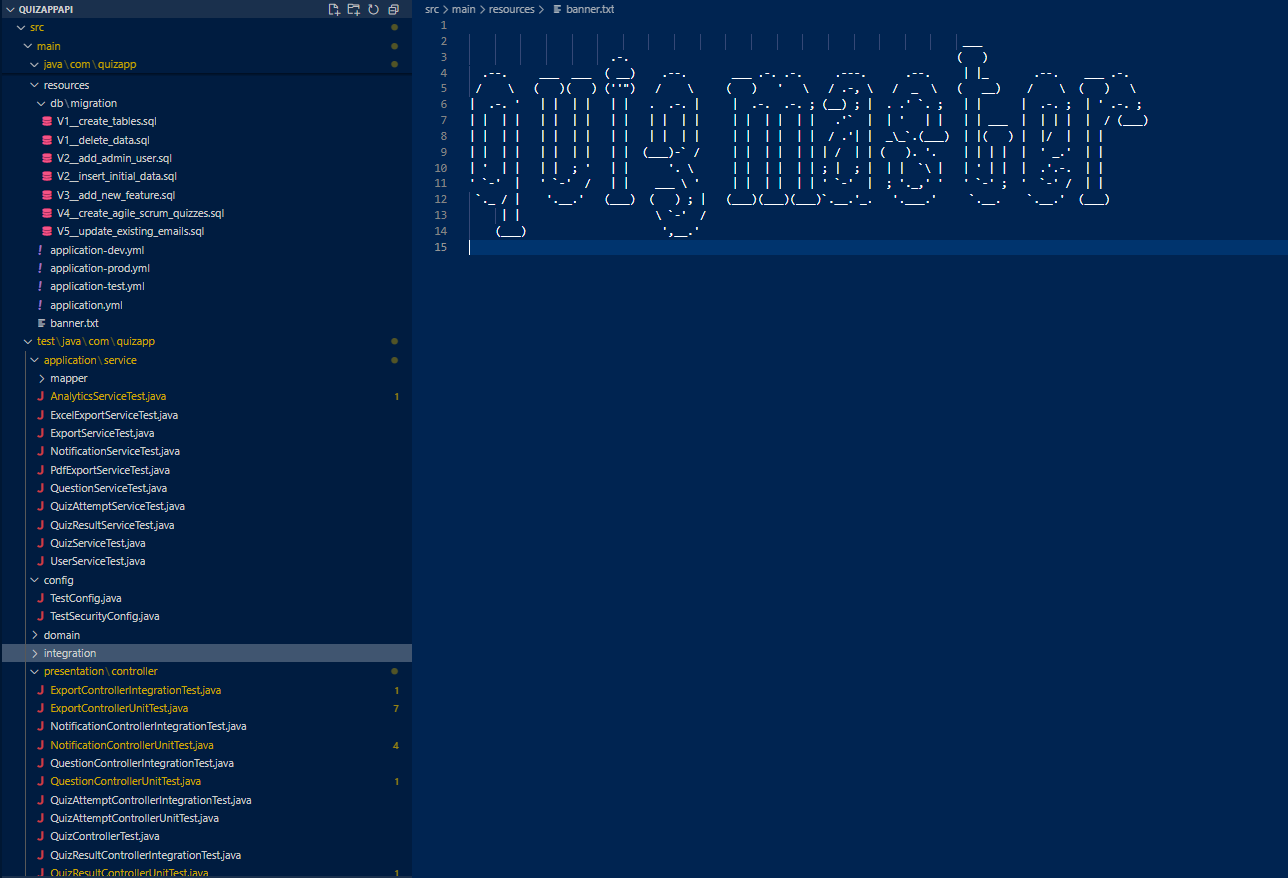 QUIZAPPAPI
src
main
java\com\quizapp
resources
db\migration
V1__create_tables.sql
V1__delete_data.sql
V2__add_admin_user.sql
V2__insert_initial_data.sql
V3__add_new_feature.sql
V4__create_agile_scrum_quizzes.sql
V5__update_existing_emails.sql
! application-dev.yml
! application-prod.yml
! application-test.yml
! application.yml
banner.txt
test\java\com\quizapp
application\service
mapper
J AnalyticsServiceTest.java 1
J ExcelExportServiceTest.java
J ExportServiceTest.java
J NotificationServiceTest.java
J PdfExportServiceTest.java
J QuestionServiceTest.java
J QuizAttemptServiceTest.java
J QuizResultServiceTest.java
J QuizServiceTest.java
J UserServiceTest.java
config
J TestConfig.java
J TestSecurityConfig.java
domain
integration
presentation\controller
J ExportControllerIntegrationTest.java 1
J ExportControllerUnitTest.java 7
J NotificationControllerIntegrationTest.java
J NotificationControllerUnitTest.java 4
J QuestionControllerIntegrationTest.java
J QuestionControllerUnitTest.java 1
J QuizAttemptControllerIntegrationTest.java
J QuizAttemptControllerUnitTest.java
J QuizControllerTest.java
J QuizResultControllerIntegrationTest.java
J QuizResultControllerUnitTest.java 1
src > main > resources > banner.txt
1
2
3
4
5
6
7
8
9
10
11
12
13
14
15
quiz master